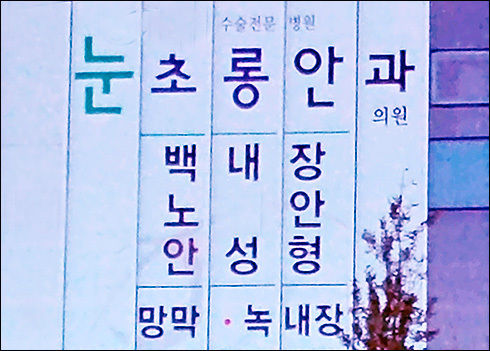 수술전문 병원
눈초롱안과
의원
백 내 장
노 안
안 성 형
망막 · 녹내장